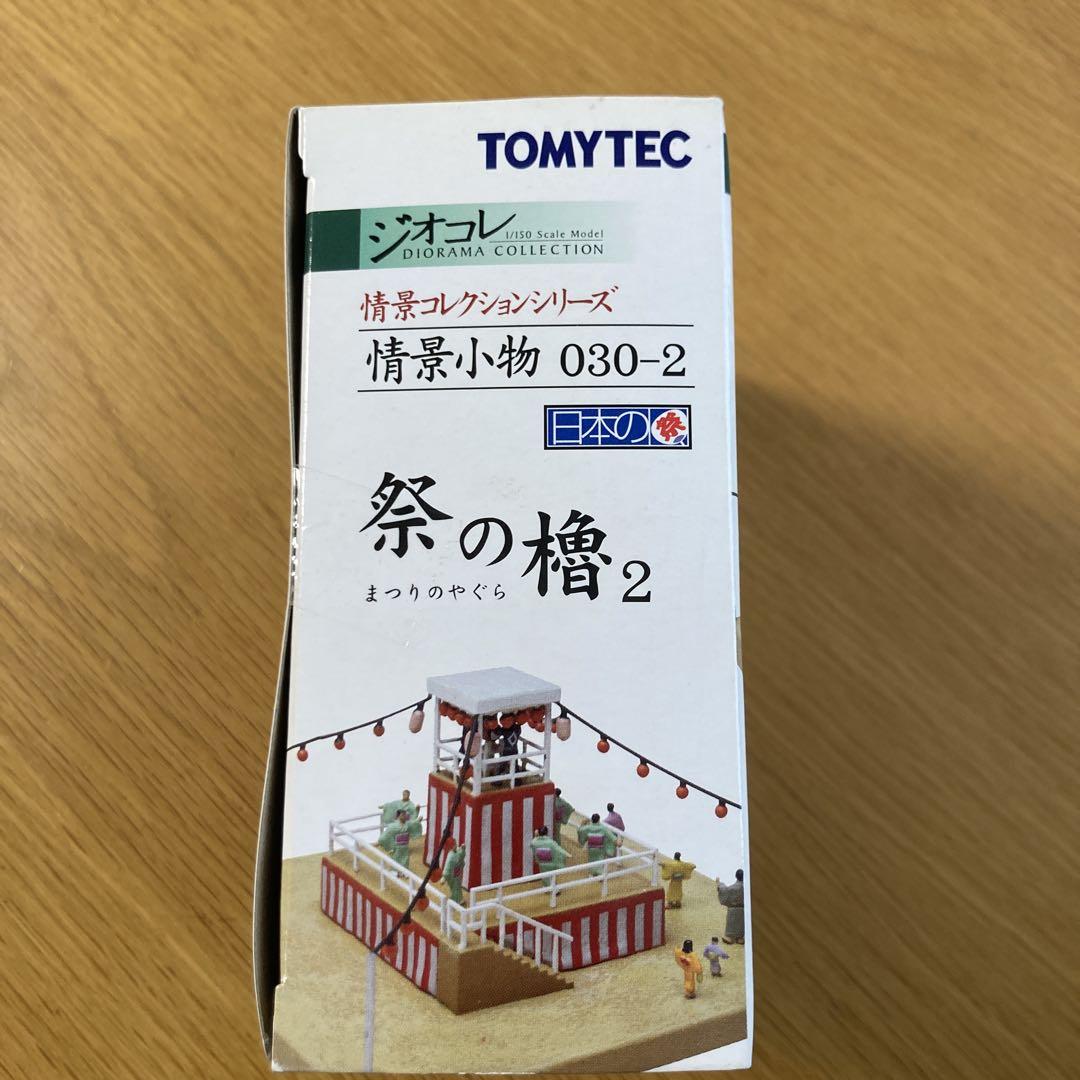 TOMYTEC
ジオコレ
1/150 Scale Model
DIORAMA COLLECTION
情景コレクションシリーズ
情景小物 030-2
日本の祭
祭の櫓2
まつりのやぐら